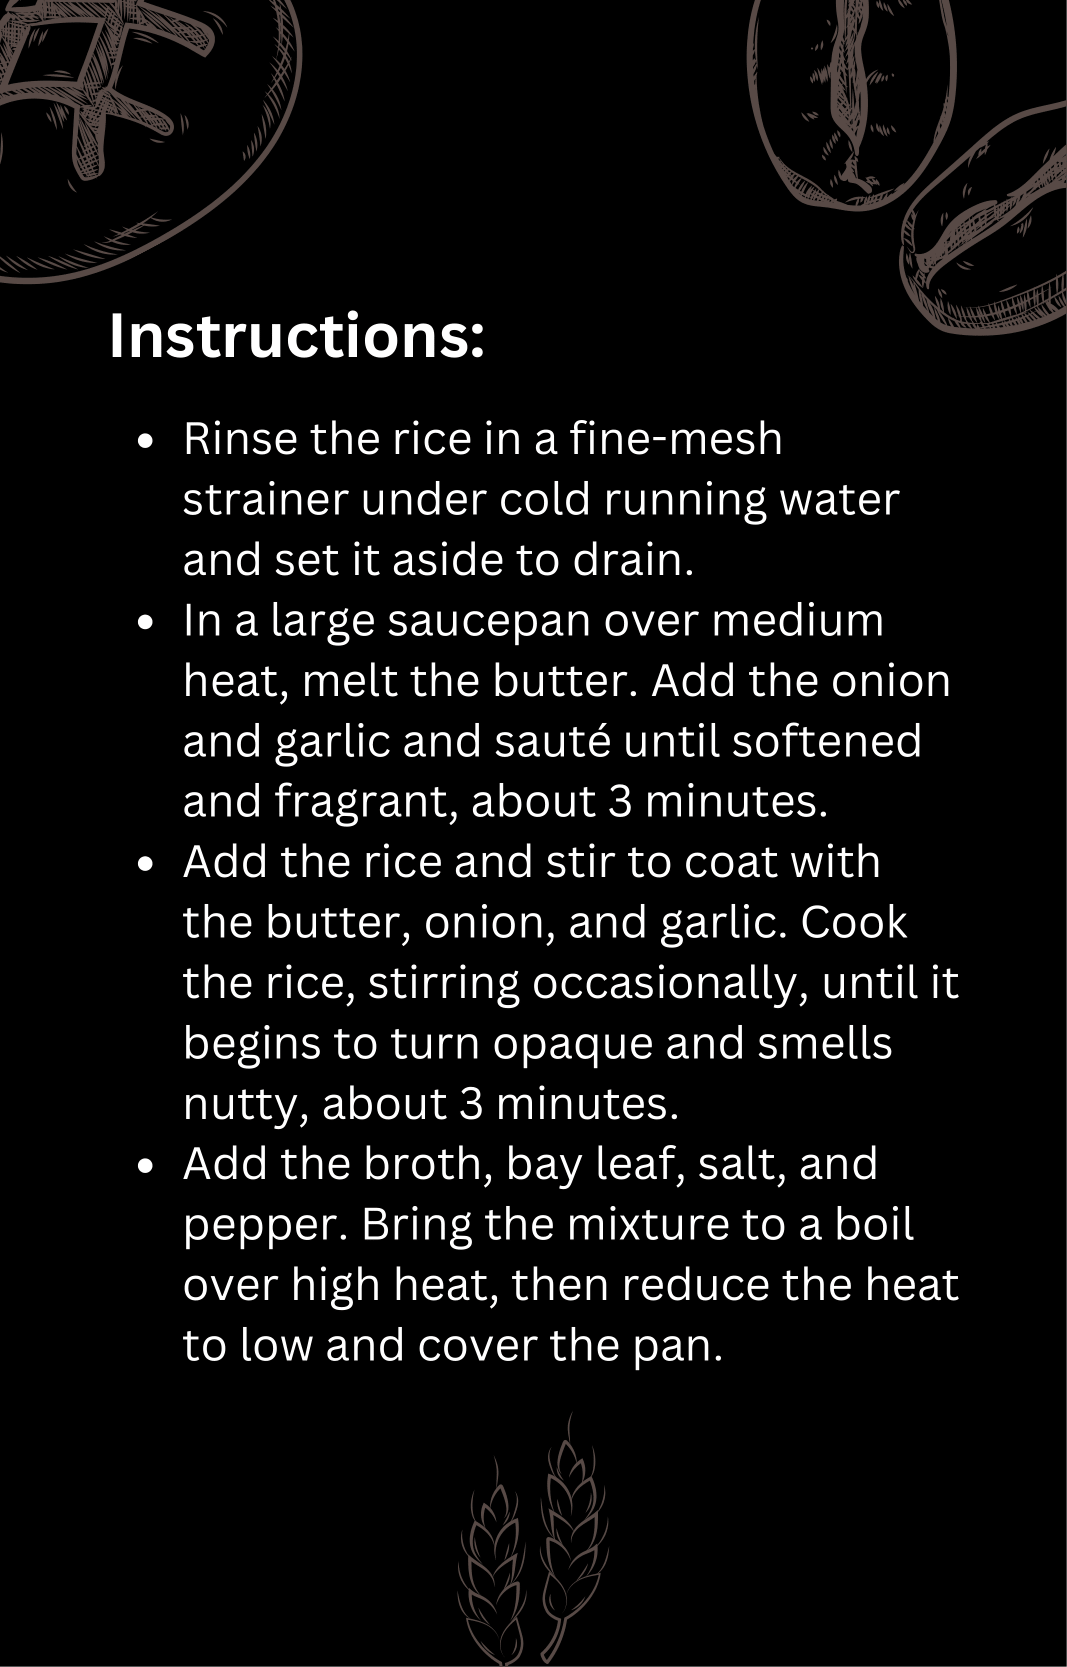 Instructions:
• Rinse the rice in a fine-mesh
strainer under cold running water
and set it aside to drain.
• In a large saucepan over medium
heat, melt the butter. Add the onion
and garlic and sauté until softened
and fragrant, about 3 minutes.
• Add the rice and stir to coat with
the butter, onion, and garlic. Cook
the rice, stirring occasionally, until it
begins to turn opaque and smells
nutty, about 3 minutes.
• Add the broth, bay leaf, salt, and
pepper. Bring the mixture to a boil
over high heat, then reduce the heat
to low and cover the pan.